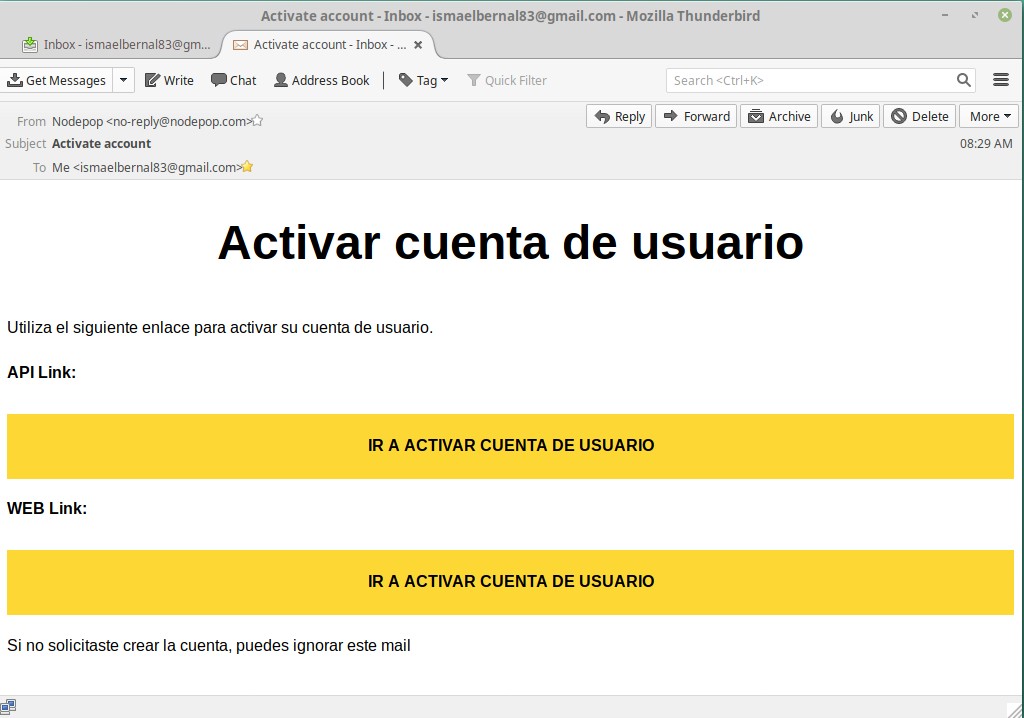 Activate account - Inbox - ismaelbernal83@gmail.com - Mozilla Thunderbird
Inbox - ismaelbernal83@gm...
Activate account - Inbox - ...
Get Messages
Write
Chat
Address Book
Tag
Quick Filter
Search <Ctrl+K>
From Nodepop <no-reply@nodepop.com>
Reply
Forward
Archive
Junk
Delete
More
Subject Activate account
08:29 AM
To Me <ismaelbernal83@gmail.com>
Activar cuenta de usuario
Utiliza el siguiente enlace para activar su cuenta de usuario.
API Link:
IR A ACTIVAR CUENTA DE USUARIO
WEB Link:
IR A ACTIVAR CUENTA DE USUARIO
Si no solicitaste crear la cuenta, puedes ignorar este mail